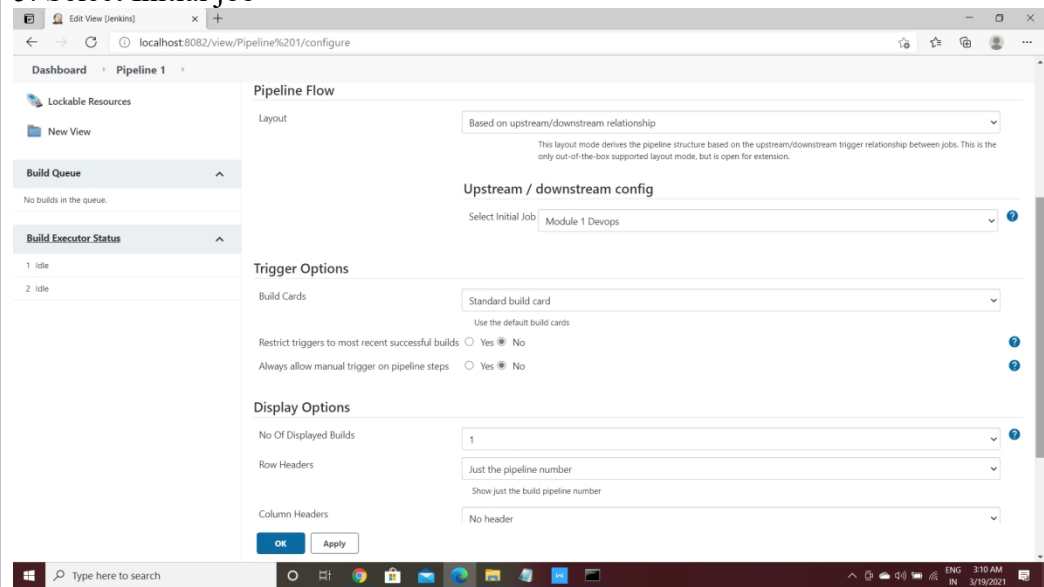 Edit View [Jenkins]
localhost:8082/view/Pipeline%201/configure
Dashboard
Pipeline 1
Lockable Resources
New View
Build Queue
No builds in the queue.
Build Executor Status
1 Idle
2 Idle
Pipeline Flow
Layout
Based on upstream/downstream relationship
This layout mode derives the pipeline structure based on the upstream/downstream trigger relationship between jobs. This is the
only out-of-the-box supported layout mode, but is open for extension.
Upstream / downstream config
Select Initial Job
Module 1 Devops
Trigger Options
Build Cards
Standard build card
Use the default build cards
Restrict triggers to most recent successful builds Yes No
Always allow manual trigger on pipeline steps Yes No
Display Options
No Of Displayed Builds
1
Row Headers
Just the pipeline number
Show just the build pipeline number
Column Headers
No header
OK Apply
Type here to search
ENG 3:10 AM
IN 3/19/2021